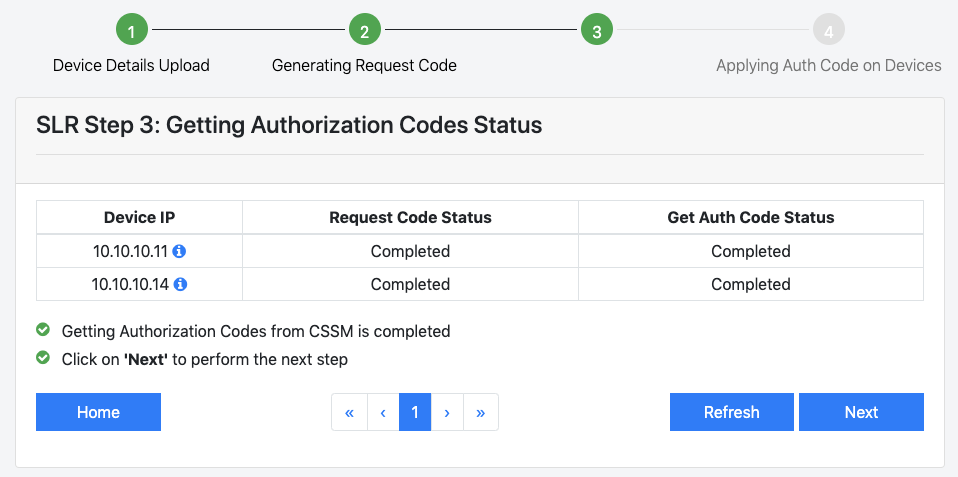 1 2 3 4
Device Details Upload Generating Request Code Applying Auth Code on Devices
SLR Step 3: Getting Authorization Codes Status
Device IP Request Code Status Get Auth Code Status
10.10.10.11 Completed Completed
10.10.10.14 Completed Completed
Getting Authorization Codes from CSSM is completed
Click on 'Next' to perform the next step
Home « ‹ 1 › » Refresh Next